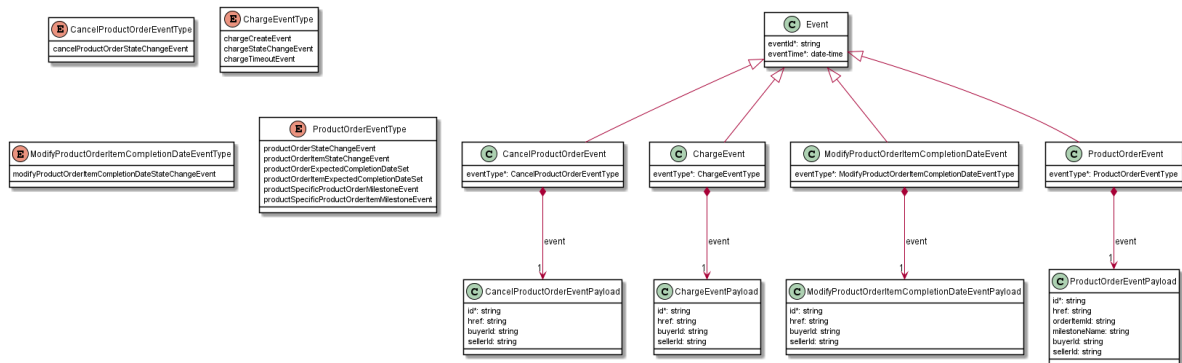 E CancelProductOrderEventType
cancelProductOrderStateChangeEvent
E ChargeEventType
chargeCreateEvent
chargeStateChangeEvent
chargeTimeoutEvent
C Event
eventId*: string
eventTime*: date-time
E ModifyProductOrderItemCompletionDateEventType
modifyProductOrderItemCompletionDateStateChangeEvent
E ProductOrderEventType
productOrderStateChangeEvent
productOrderItemStateChangeEvent
productOrderExpectedCompletionDateSet
productOrderItemExpectedCompletionDateSet
productSpecificProductOrderMilestoneEvent
productSpecificProductOrderItemMilestoneEvent
C CancelProductOrderEvent
eventType*: CancelProductOrderEventType
C ChargeEvent
eventType*: ChargeEventType
C ModifyProductOrderItemCompletionDateEvent
eventType*: ModifyProductOrderItemCompletionDateEventType
C ProductOrderEvent
eventType*: ProductOrderEventType
event
1
event
1
event
1
event
1
C CancelProductOrderEventPayload
id*: string
href: string
buyerId: string
sellerId: string
C ChargeEventPayload
id*: string
href: string
buyerId: string
sellerId: string
C ModifyProductOrderItemCompletionDateEventPayload
id*: string
href: string
buyerId: string
sellerId: string
C ProductOrderEventPayload
id*: string
href: string
orderItemId: string
milestoneName: string
buyerId: string
sellerId: string